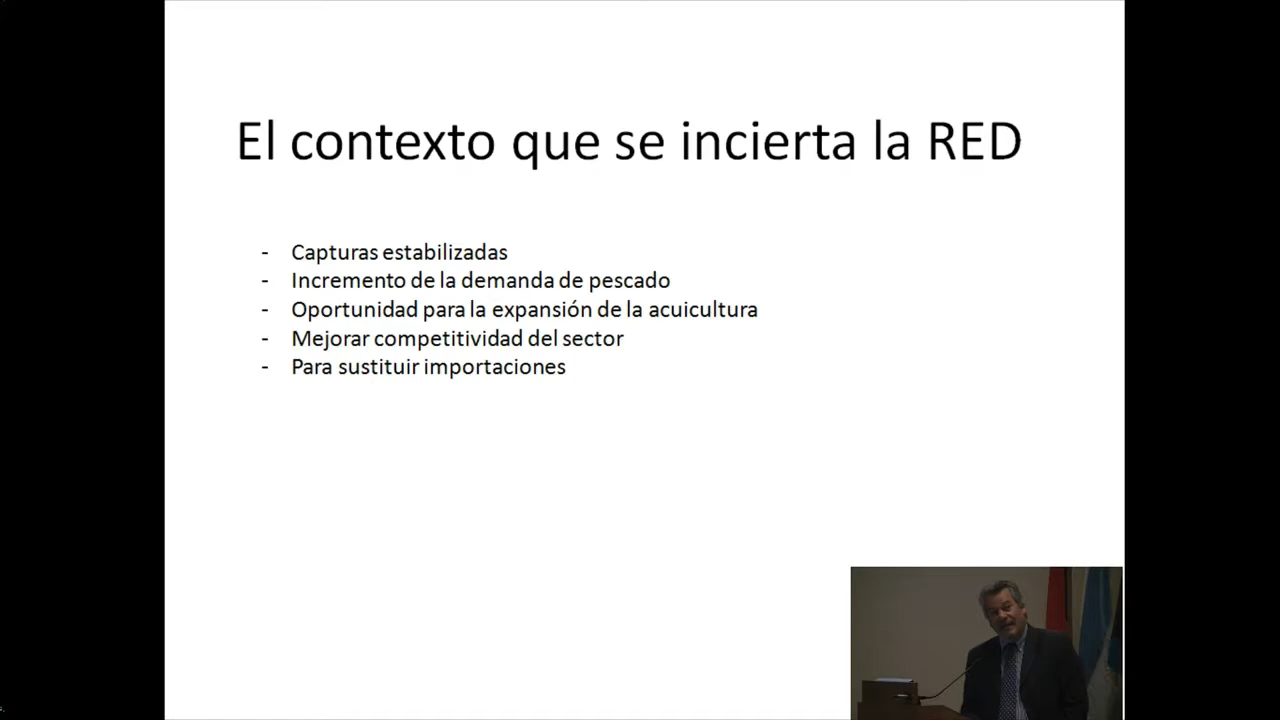 El contexto que se incierta la RED
- Capturas estabilizadas
- Incremento de la demanda de pescado
- Oportunidad para la expansión de la acuicultura
- Mejorar competitividad del sector
- Para sustituir importaciones